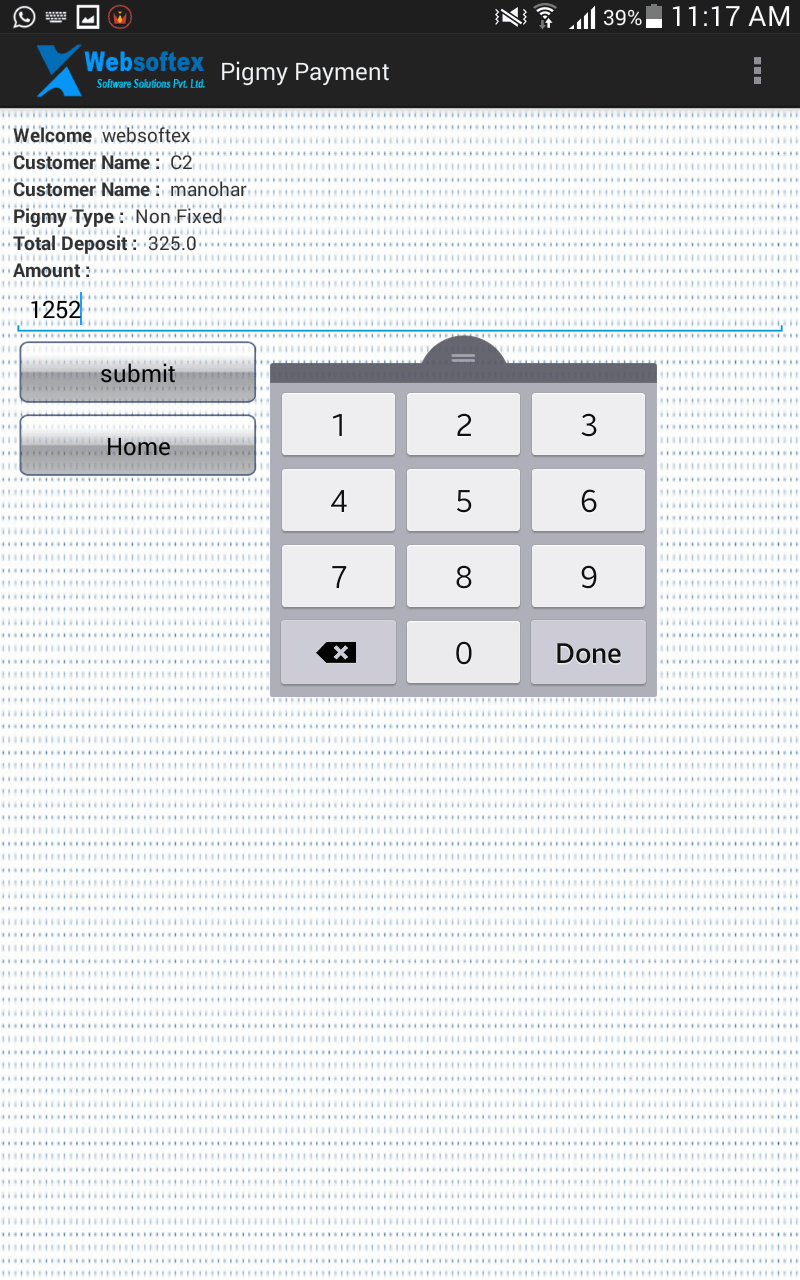 39% 11:17 AM
Websoftex
Software Solutions Pvt. Ltd.
Pigmy Payment
Welcome websoftex
Customer Name : C2
Customer Name : manohar
Pigmy Type : Non Fixed
Total Deposit : 325.0
Amount :
1252
submit
Home
1 2 3
4 5 6
7 8 9
0 Done